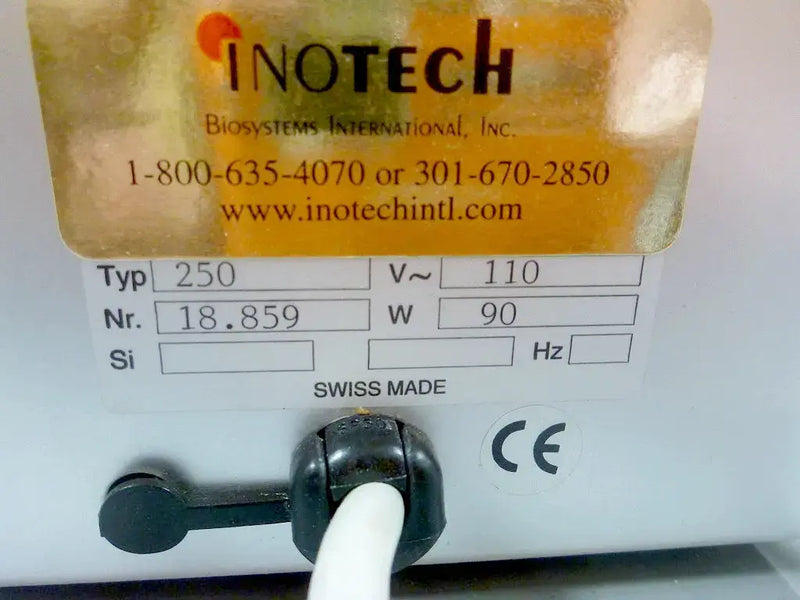 INOTECH
BIOSYSTEMS INTERNATIONAL, INC.
1-800-635-4070 or 301-670-2850
www.inotechintl.com
Typ 250 V~ 110
Nr. 18.859 W 90
Si Hz
SWISS MADE
CE